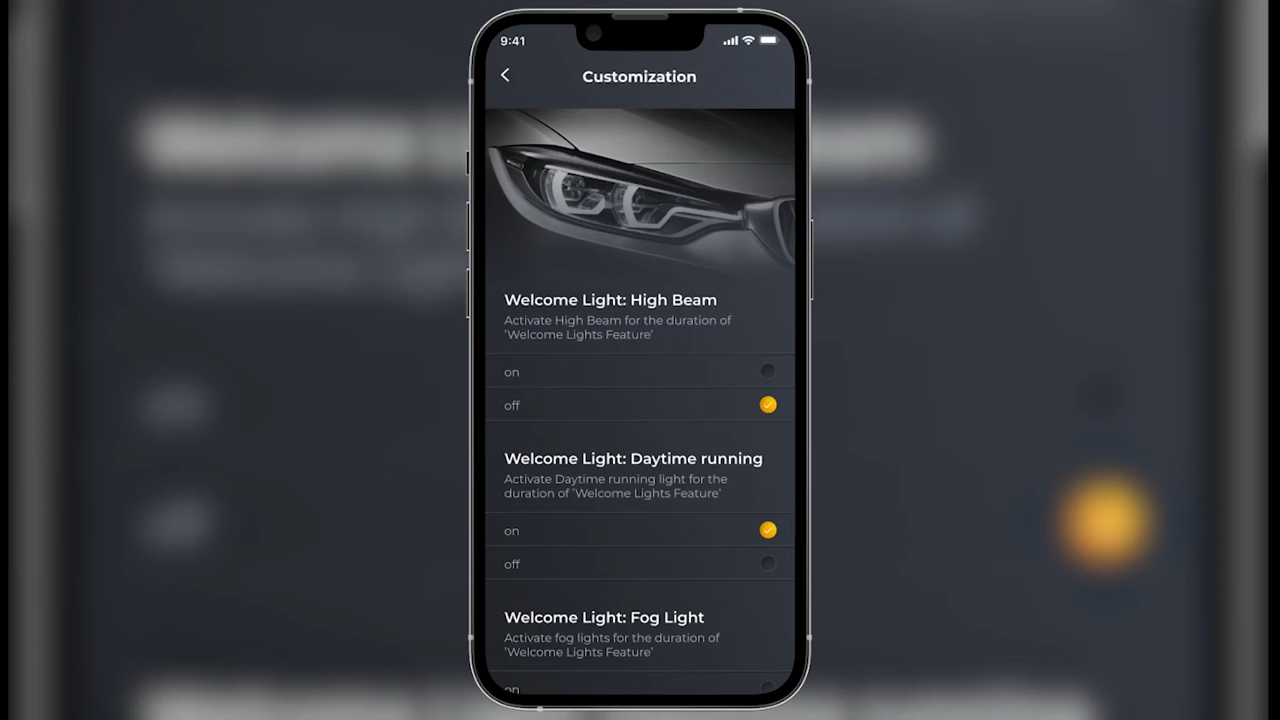 9:41
Customization
Welcome Light: High Beam
Activate High Beam for the duration of
'Welcome Lights Feature'
on
off
Welcome Light: Daytime running
Activate Daytime running light for the
duration of 'Welcome Lights Feature'
on
off
Welcome Light: Fog Light
Activate fog lights for the duration of
'Welcome Lights Feature'
on